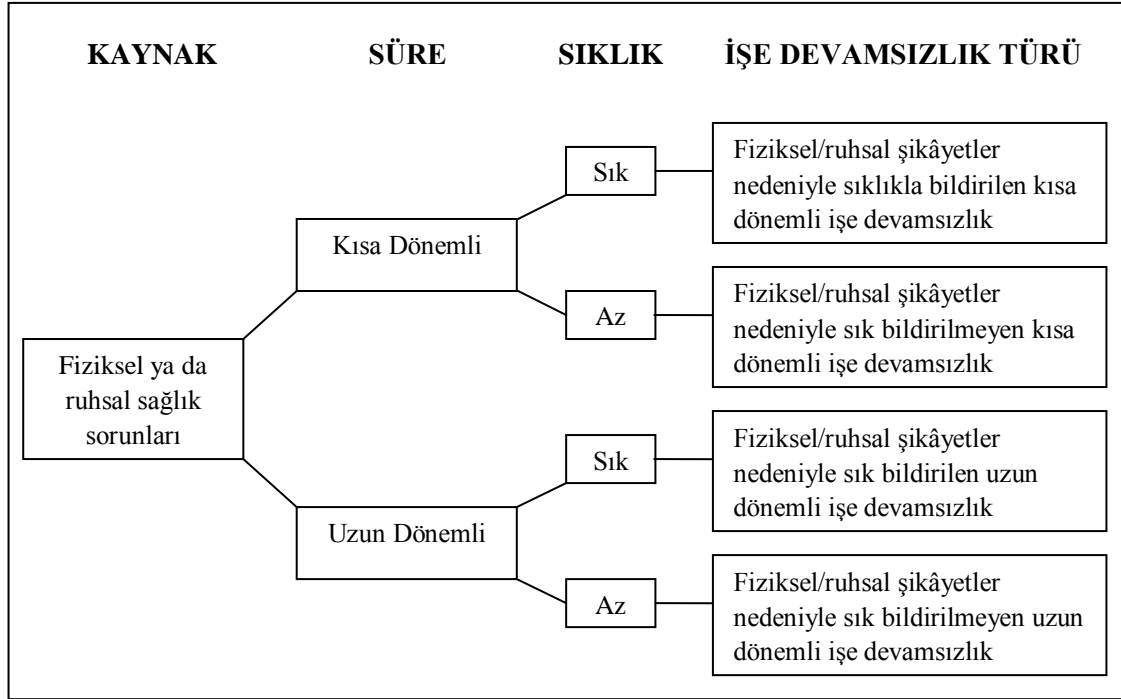 KAYNAK SÜRE SIKLIK İŞE DEVAMSIZLIK TÜRÜ
Fiziksel ya da
ruhsal sağlık
sorunları
Kısa Dönemli
Sık
Fiziksel/ruhsal şikâyetler
nedeniyle sıklıkla bildirilen kısa
dönemli işe devamsızlık
Az
Fiziksel/ruhsal şikâyetler
nedeniyle sık bildirilmeyen kısa
dönemli işe devamsızlık
Uzun Dönemli
Sık
Fiziksel/ruhsal şikâyetler
nedeniyle sık bildirilen uzun
dönemli işe devamsızlık
Az
Fiziksel/ruhsal şikâyetler
nedeniyle sık bildirilmeyen uzun
dönemli işe devamsızlık